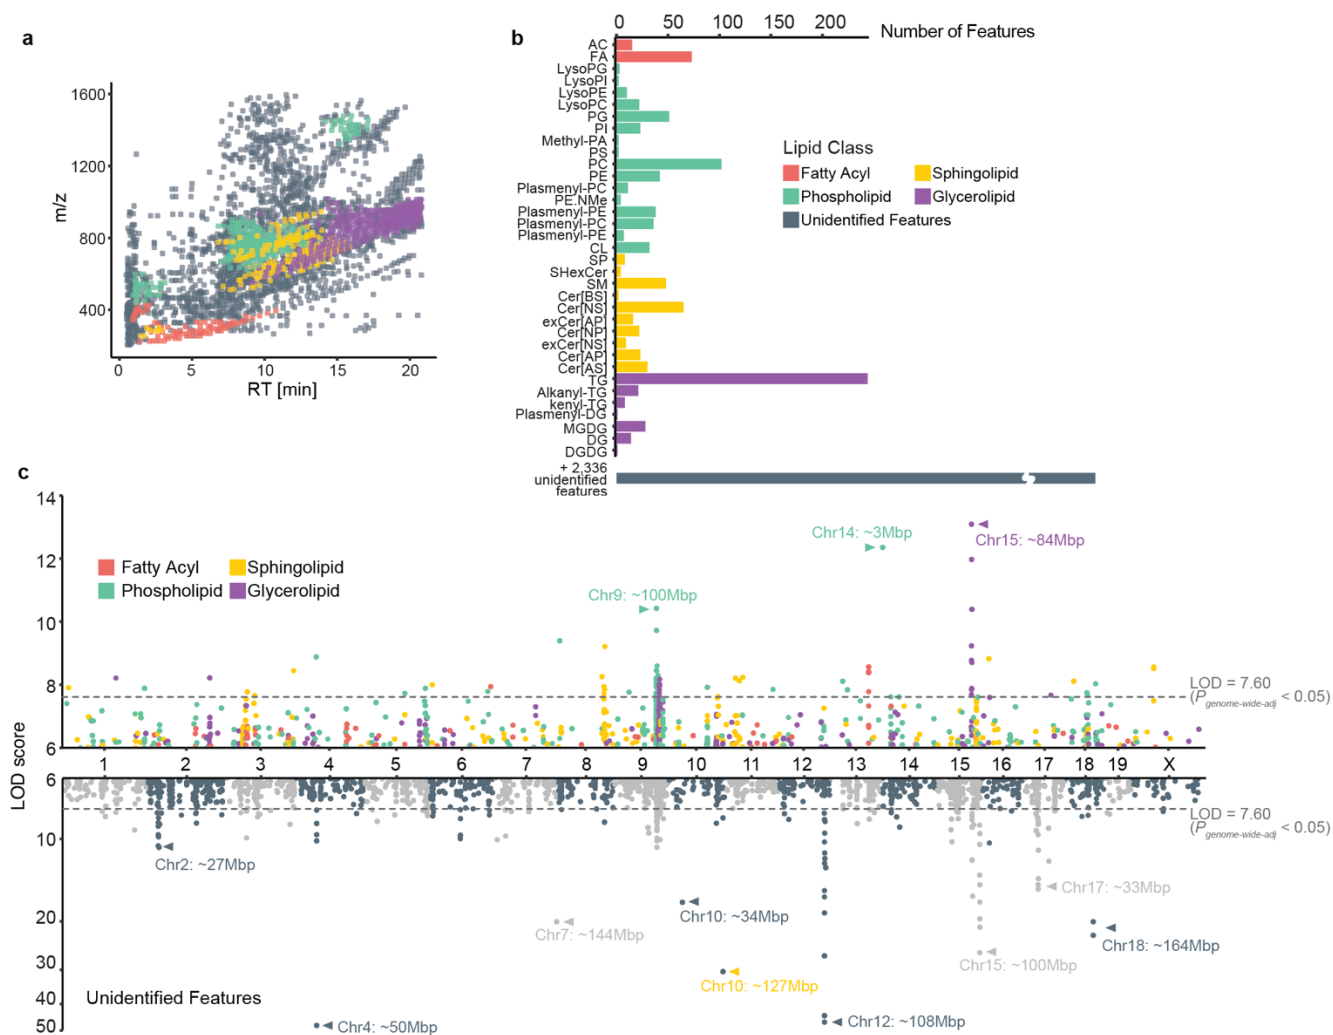 a
m/z
1600
1200
800
400
0 5 10 15 20
RT [min]
b
0 50 100 150 200
Number of Features
AC
FA
LysoPG
LysoPI
LysoPE
LysoPC
PG
PI
Methyl-PA
PS
PC
PE
Plasmenyl-PC
PE.NMe
Plasmenyl-PE
Plasmenyl-PC
Plasmenyl-PE
CL
SP
SHexCer
SM
Cer[BS]
Cer[NS]
exCer[AP]
Cer[NP]
exCer[NS]
Cer[AP]
Cer[AS]
TG
Alkanyl-TG
kenyl-TG
Plasmenyl-DG
MGDG
DG
DGDG
+ 2,336
unidentified
features
Lipid Class
Fatty Acyl Sphingolipid
Phospholipid Glycerolipid
Unidentified Features
c
LOD score
14
12
10
8
6
Fatty Acyl Sphingolipid
Phospholipid Glycerolipid
Chr9: ~100Mbp
Chr14: ~3Mbp
Chr15: ~84Mbp
LOD = 7.60
(P genome-wide-adj < 0.05)
1 2 3 4 5 6 7 8 9 10 11 12 13 14 15 16 17 18 19 X
6
10
20
30
40
50
LOD = 7.60
(P genome-wide-adj < 0.05)
Chr2: ~27Mbp
Chr17: ~33Mbp
Chr10: ~34Mbp
Chr7: ~144Mbp
Chr18: ~164Mbp
Chr15: ~100Mbp
Chr10: ~127Mbp
Unidentified Features
Chr4: ~50Mbp
Chr12: ~108Mbp